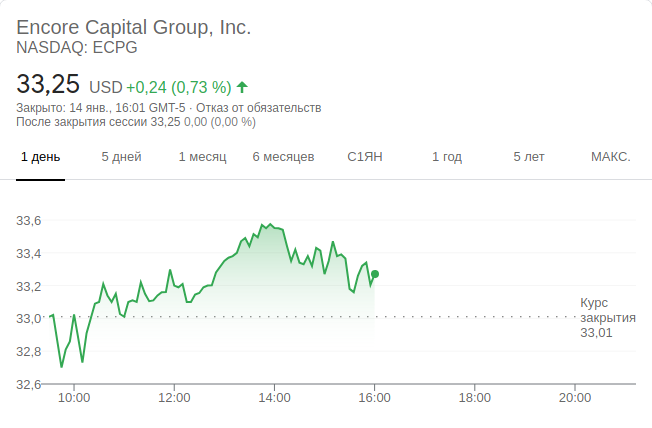 Encore Capital Group, Inc.
NASDAQ: ECPG
33,25 USD +0,24 (0,73 %)
Закрыто: 14 янв., 16:01 GMT-5 · Отказ от обязательств
После закрытия сессии 33,25 0,00 (0,00 %)
1 день 5 дней 1 месяц 6 месяцев С1ЯН 1 год 5 лет МАКС.
33,6
33,4
33,2
33,0
32,8
32,6
Курс
закрытия
33,01
10:00 12:00 14:00 16:00 18:00 20:00